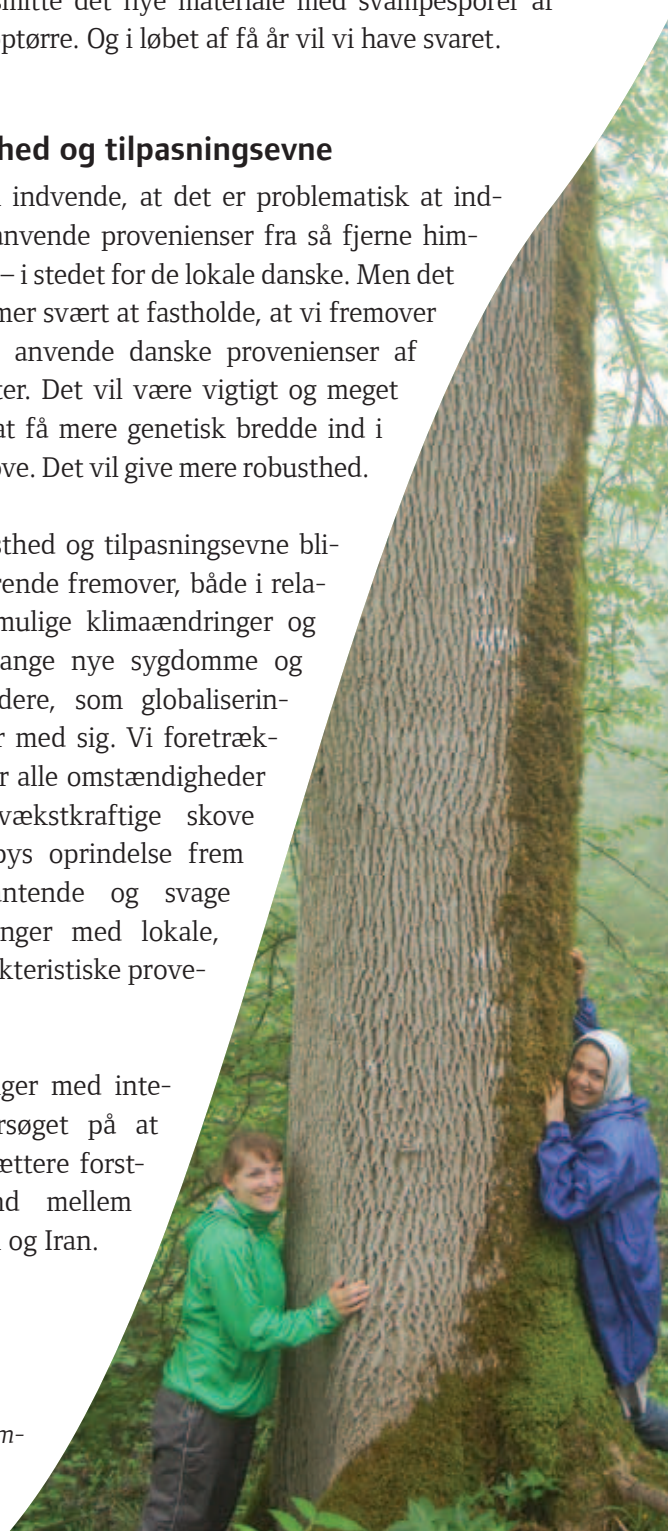 smitte det nye materiale med svampesporer af
ptørre. Og i løbet af få år vil vi have svaret.
hed og tilpasningsevne
indvende, at det er problematisk at ind-
anvende provenienser fra så fjerne him-
– i stedet for de lokale danske. Men det
mer svært at fastholde, at vi fremover
anvende danske provenienser af
ter. Det vil være vigtigt og meget
at få mere genetisk bredde ind i
ove. Det vil give mere robusthed.
sthed og tilpasningsevne bli-
rende fremover, både i rela-
mulige klimaændringer og
ange nye sygdomme og
dere, som globaliserin-
r med sig. Vi foretræk-
r alle omstændigheder
vækstkraftige skove
bys oprindelse frem
ntende og svage
nger med lokale,
kteristiske prove-
ger med inte-
rsøget på at
ættere forst-
nd mellem
og Iran.
m-